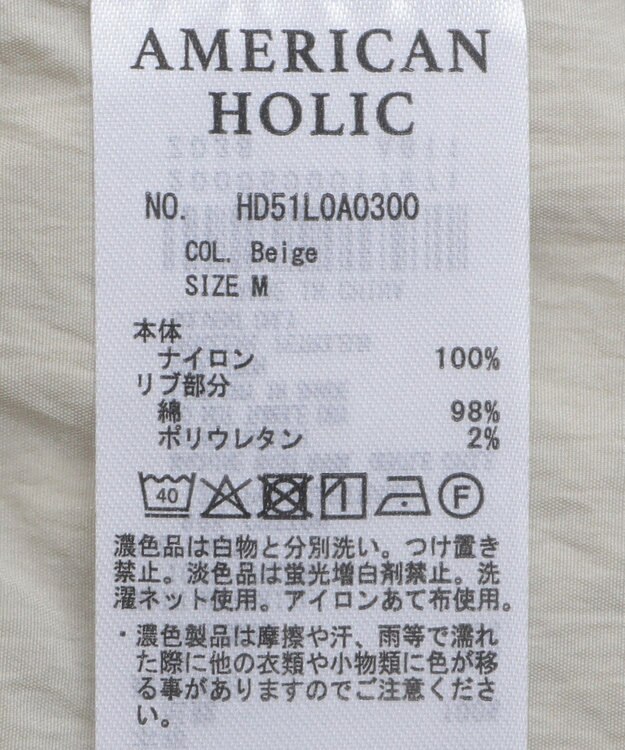 AMERICAN
HOLIC
NO. HD51L0A0300
COL. Beige
SIZE M
本体
ナイロン 100%
リブ部分
綿 98%
ポリウレタン 2%
40 F
濃色品は白物と分別洗い。つけ置き
禁止。淡色品は蛍光増白剤禁止。洗
濯ネット使用。アイロンあて布使用。
・濃色製品は摩擦や汗、雨等で濡れ
た際に他の衣類や小物類に色が移
る事がありますのでご注意くださ
い。